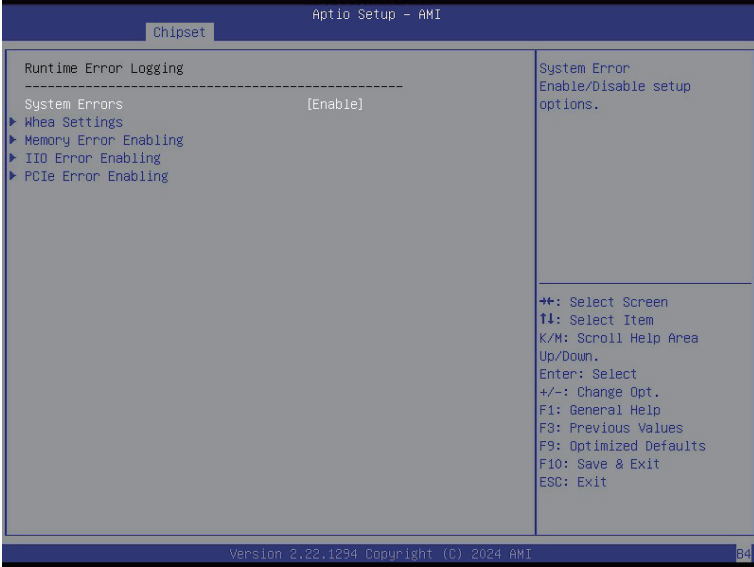 Aptio Setup – AMI
Chipset
Runtime Error Logging
--------------------------------------------------
System Errors [Enable]
Whea Settings
Memory Error Enabling
IIO Error Enabling
PCIe Error Enabling
System Error
Enable/Disable setup
options.
→←: Select Screen
↑↓: Select Item
K/M: Scroll Help Area
Up/Down.
Enter: Select
+/-: Change Opt.
F1: General Help
F3: Previous Values
F9: Optimized Defaults
F10: Save & Exit
ESC: Exit
Version 2.22.1294 Copyright (C) 2024 AMI
B4